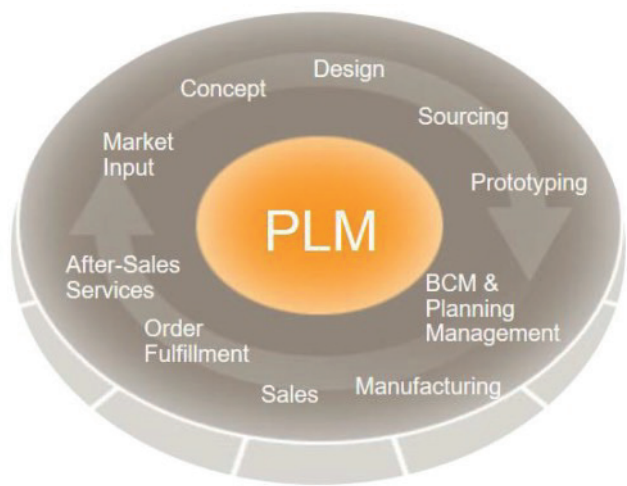 Design
Concept
Sourcing
Market
Input
Prototyping
PLM
After-Sales
Services
BCM &
Planning
Management
Order
Fulfillment
Manufacturing
Sales